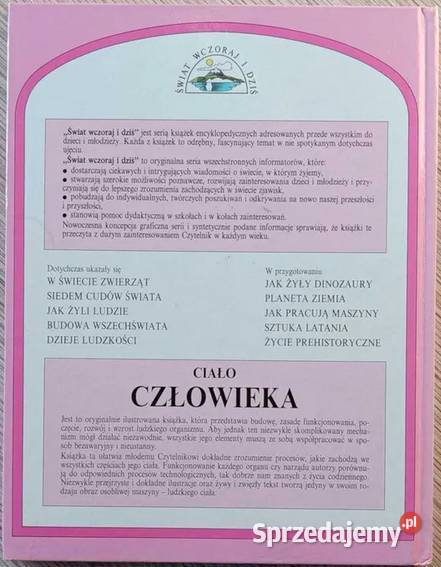 ŚWIAT WCZORAJ I DZIŚ
„Świat wczoraj i dziś” jest serią książek encyklopedycznych adresowanych przede wszystkim do
dzieci i młodzieży. Każda z książek to odrębny, fascynujący temat w nie spotykanym dotychczas
ujęciu.
„Świat wczoraj i dziś” to oryginalna seria wszechstronnych informatorów, które:
● dostarczają ciekawych i intrygujących wiadomości o świecie, w którym żyjemy,
● stwarzają szerokie możliwości poznawcze, rozwijają zainteresowania dzieci i młodzieży i przy-
czyniają się do lepszego zrozumienia zachodzących w świecie zjawisk,
● pobudzają do indywidualnych, twórczych poszukiwań i odkrywania na nowo naszej przeszłości
i przyszłości,
● stanowią pomoc dydaktyczną w szkołach i w kołach zainteresowań.
Nowoczesna koncepcja graficzna serii i syntetycznie podane informacje sprawiają, że książki te
przeczyta z dużym zainteresowaniem Czytelnik w każdym wieku.
Dotychczas ukazały się
W ŚWIECIE ZWIERZĄT
SIEDEM CUDÓW ŚWIATA
JAK ŻYLI LUDZIE
BUDOWA WSZECHŚWIATA
DZIEJE LUDZKOŚCI
W przygotowaniu
JAK ŻYŁY DINOZAURY
PLANETA ZIEMIA
JAK PRACUJĄ MASZYNY
SZTUKA LATANIA
ŻYCIE PREHISTORYCZNE
CIAŁO
CZŁOWIEKA
Jest to oryginalnie ilustrowana książka, która przedstawia budowę, zasadę funkcjonowania, po-
częcie, rozwój i wzrost ludzkiego organizmu. Aby jednak ten niezwykle skomplikowany mecha-
nizm mógł działać niezawodnie, wszystkie jego elementy muszą ze sobą współpracować w spo-
sób bezawaryjny i nieustanny.
Książka ta ułatwia młodemu Czytelnikowi dokładne zrozumienie procesów, jakie zachodzą we
wszystkich częściach jego ciała. Funkcjonowanie każdego organu czy narządu autorzy porównu-
ją do odpowiednich procesów technologicznych, tak dobrze nam znanych z życia codziennego.
Niezwykle przejrzyste i dokładne ilustracje oraz żywy i zwięzły tekst tworzą jedyny w swoim ro-
dzaju obraz osobliwej maszyny – ludzkiego ciała.
Sprzedajemy.pl